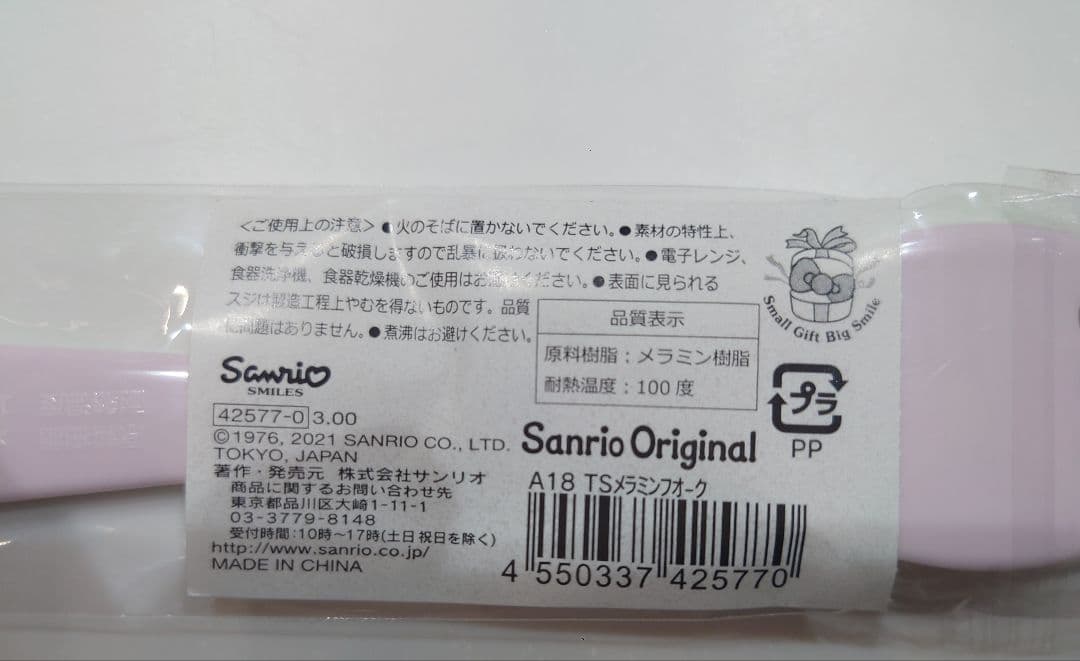 <ご使用上の注意>●火のそばに置かないでください。●素材の特性上、
衝撃を与えると破損しますので乱暴に扱わないでください。●電子レンジ、
食器洗浄機、食器乾燥機のご使用はお避けください。●表面に見られる
スジは製造工程上やむを得ないものです。品質
に問題はありません。●煮沸はお避けください。
品質表示
原料樹脂：メラミン樹脂
耐熱温度：100度
Small Gift Big Smile
プラ
PP
Sanrio
SMILES
42577-0 3.00
©1976, 2021 SANRIO CO., LTD.
TOKYO, JAPAN
著作・発売元 株式会社サンリオ
商品に関するお問い合わせ先
東京都品川区大崎1-11-1
03-3779-8148
受付時間:10時~17時(土日祝日を除く)
http://www.sanrio.co.jp/
MADE IN CHINA
Sanrio Original
A18 TSメラミンフオーク
4 550337 425770